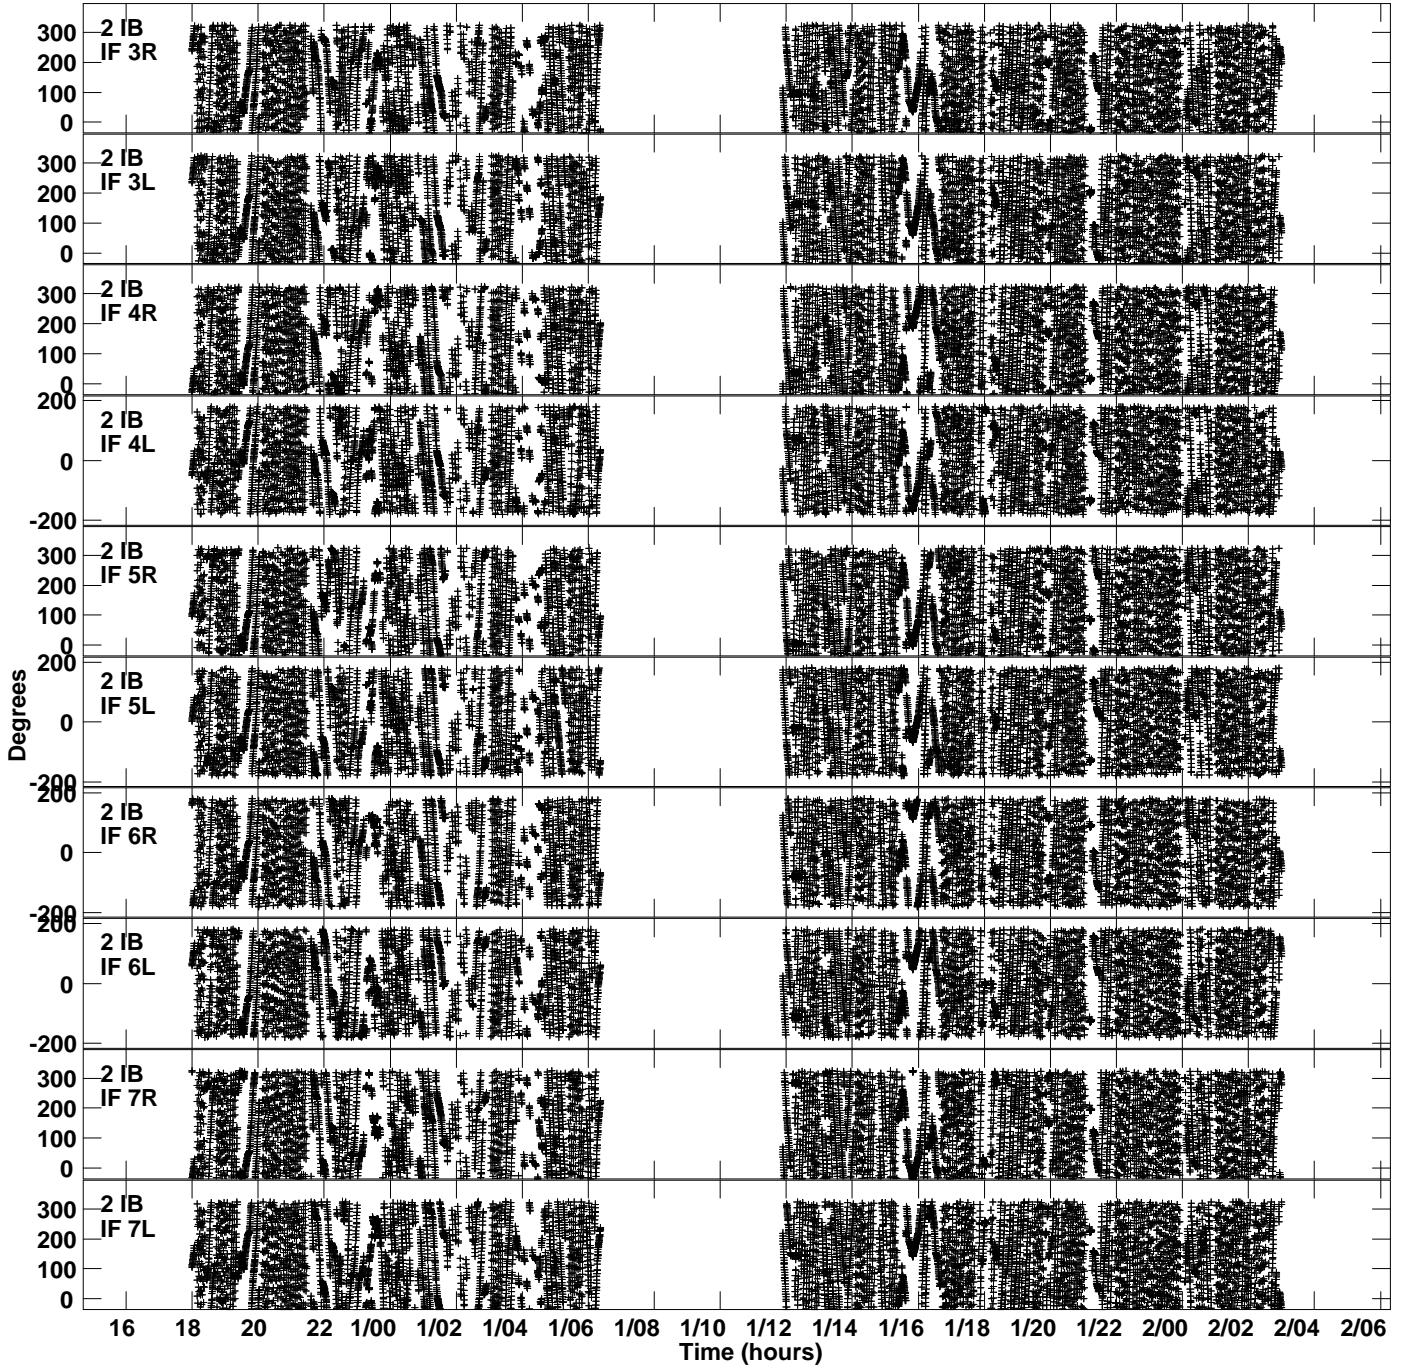 2 IB
IF 3R
300
200
100
0
2 IB
IF 3L
300
200
100
0
2 IB
IF 4R
300
200
100
0
2 IB
IF 4L
200
0
-200
2 IB
IF 5R
300
200
100
0
2 IB
IF 5L
200
0
-200
2 IB
IF 6R
200
0
-200
2 IB
IF 6L
200
0
-200
2 IB
IF 7R
300
200
100
0
2 IB
IF 7L
300
200
100
0
Degrees
16 18 20 22 1/00 1/02 1/04 1/06 1/08 1/10 1/12 1/14 1/16 1/18 1/20 1/22 2/00 2/02 2/04 2/06
Time (hours)